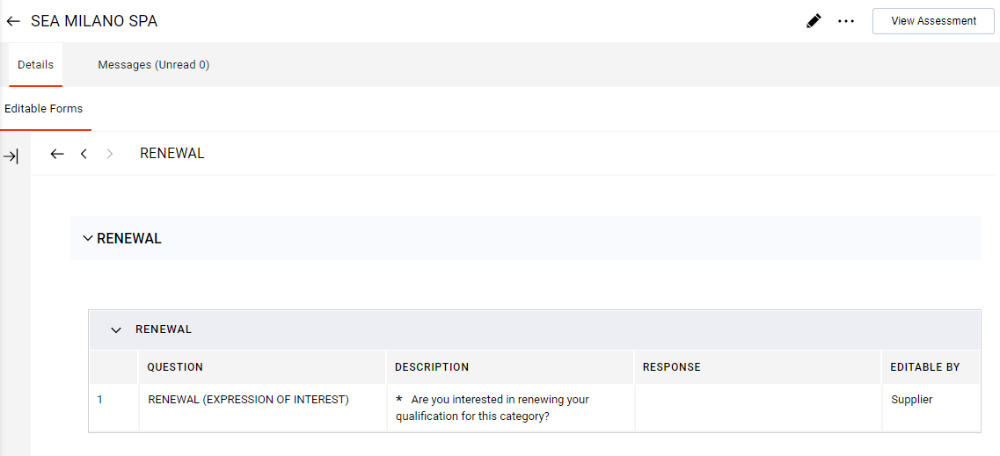 SEA MILANO SPA
View Assessment
Details
Messages (Unread 0)
Editable Forms
RENEWAL
RENEWAL
RENEWAL
QUESTION
DESCRIPTION
RESPONSE
EDITABLE BY
1
RENEWAL (EXPRESSION OF INTEREST)
* Are you interested in renewing your
qualification for this category?
Supplier